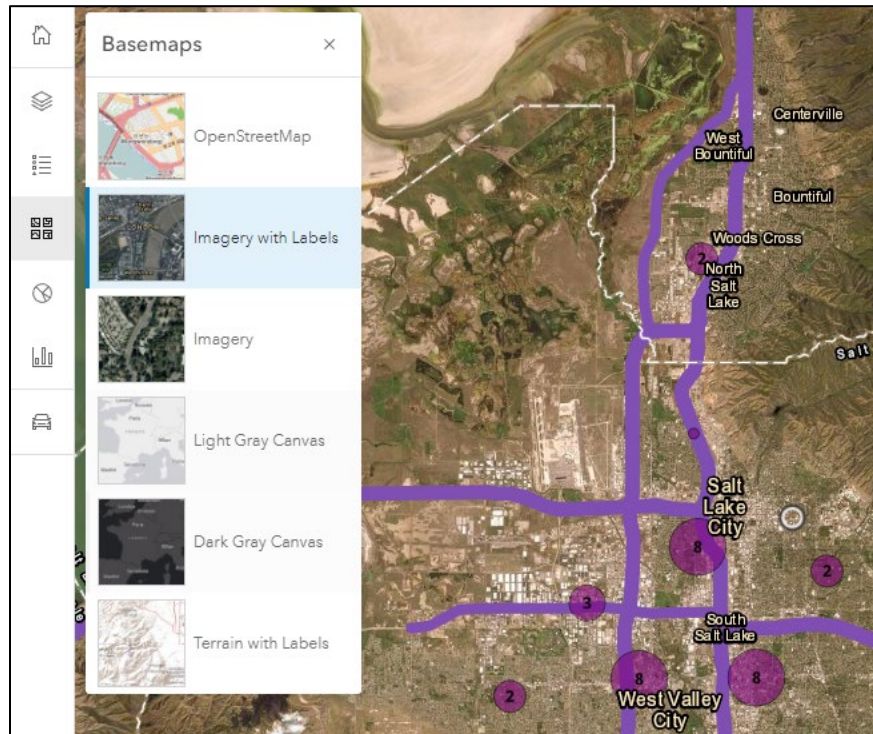 Basemaps
OpenStreetMap
Imagery with Labels
Imagery
Light Gray Canvas
Dark Gray Canvas
Terrain with Labels
Centerville
West
Bountiful
Bountiful
Woods Cross
2
North
Salt
Lake
Salt
Salt
Lake
City
8
2
3
South
Salt Lake
8
8
2
West Valley
City